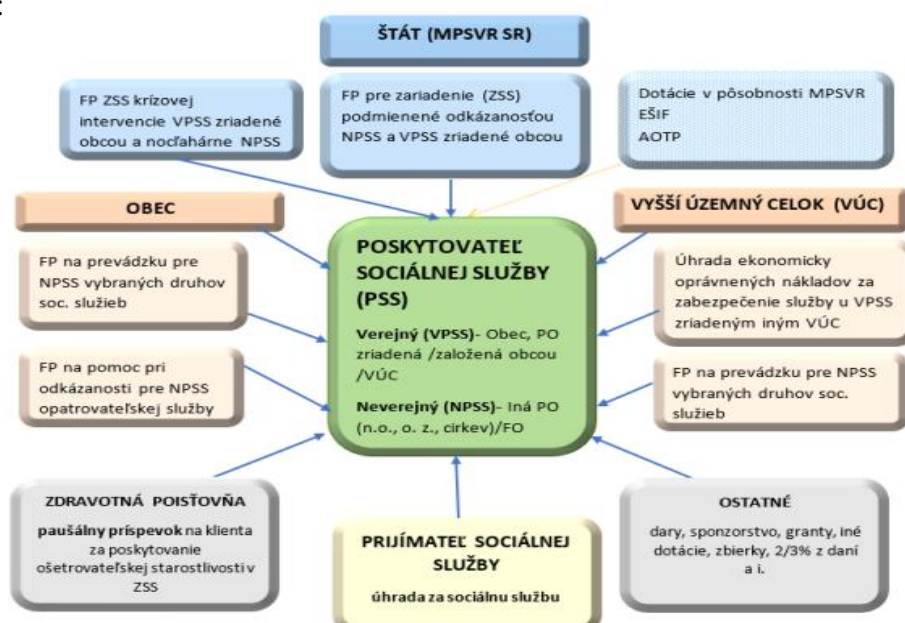 :
ŠTÁT (MPSVR SR)
FP ZSS krízovej
intervencie VPSS zriadené
obcou a nocľahárne NPSS
FP pre zariadenie (ZSS)
podmienené odkázanosťou
NPSS a VPSS zriadené obcou
Dotácie v pôsobnosti MPSVR
EŠIF
AOTP
OBEC
FP na prevádzku pre
NPSS vybraných druhov
soc. služieb
FP na pomoc pri
odkázanosti pre NPSS
opatrovateľskej služby
POSKYTOVATEĽ
SOCIÁLNEJ SLUŽBY
(PSS)
Verejný (VPSS)- Obec, PO
zriadená /založená obcou
/VÚC
Neverejný (NPSS)- Iná PO
(n.o., o. z., cirkev)/FO
VYŠŠÍ ÚZEMNÝ CELOK (VÚC)
Úhrada ekonomicky
oprávnených nákladov za
zabezpečenie služby u VPSS
zriadeným iným VÚC
FP na prevádzku pre NPSS
vybraných druhov soc.
služieb
ZDRAVOTNÁ POISŤOVŇA
paušálny príspevok na klienta
za poskytovanie
ošetrovateľskej starostlivosti v
ZSS
PRIJÍMATEĽ SOCIÁLNEJ
SLUŽBY
úhrada za sociálnu službu
OSTATNÉ
dary, sponzorstvo, granty, iné
dotácie, zbierky, 2/3% z daní
a i.